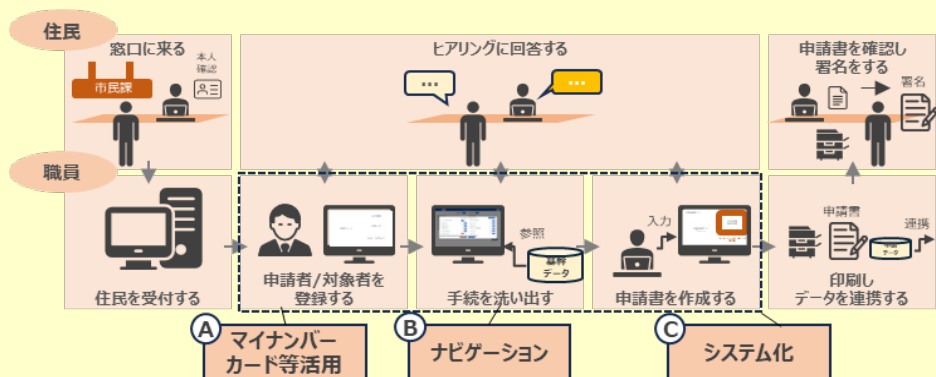 住民
窓口に来る
本人
確認
市民課
ヒアリングに回答する
…
…
申請書を確認し
署名をする
署名
職員
住民を受付する
申請者/対象者を
登録する
参照
基幹
データ
手続を洗い出す
入力
申請書を作成する
申請書
連携
データ
印刷し
データを連携する
A
マイナンバー
カード等活用
B
ナビゲーション
C
システム化